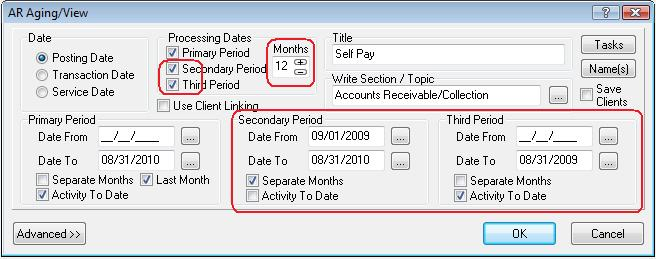 AR Aging/View
Date
Posting Date
Transaction Date
Service Date
Processing Dates
Primary Period
Secondary Period
Third Period
Use Client Linking
Months
12
Title
Self Pay
Write Section / Topic
Accounts Receivable/Collection
...
Tasks
Name(s)
Save Clients
Primary Period
Date From __/__/____ ...
Date To 08/31/2010 ...
Separate Months Last Month
Activity To Date
Secondary Period
Date From 09/01/2009 ...
Date To 08/31/2010 ...
Separate Months
Activity To Date
Third Period
Date From __/__/____ ...
Date To 08/31/2009 ...
Separate Months
Activity To Date
Advanced >>
OK
Cancel